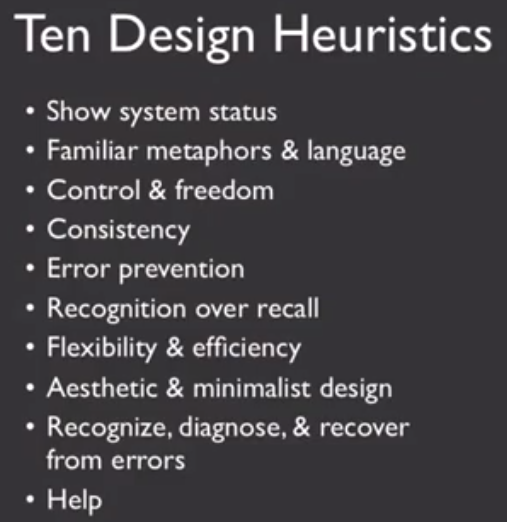 Ten Design Heuristics
• Show system status
• Familiar metaphors & language
• Control & freedom
• Consistency
• Error prevention
• Recognition over recall
• Flexibility & efficiency
• Aesthetic & minimalist design
• Recognize, diagnose, & recover
from errors
• Help